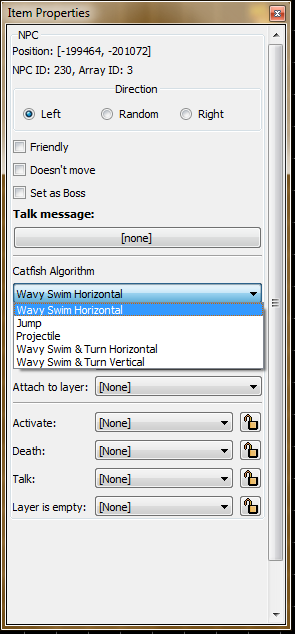 Item Properties
NPC
Position: [-199464, -201072]
NPC ID: 230, Array ID: 3
Direction
Left Random Right
Friendly
Doesn't move
Set as Boss
Talk message:
[none]
Catfish Algorithm
Wavy Swim Horizontal
Wavy Swim Horizontal
Jump
Projectile
Wavy Swim & Turn Horizontal
Wavy Swim & Turn Vertical
Attach to layer: [None]
Activate: [None]
Death: [None]
Talk: [None]
Layer is empty: [None]